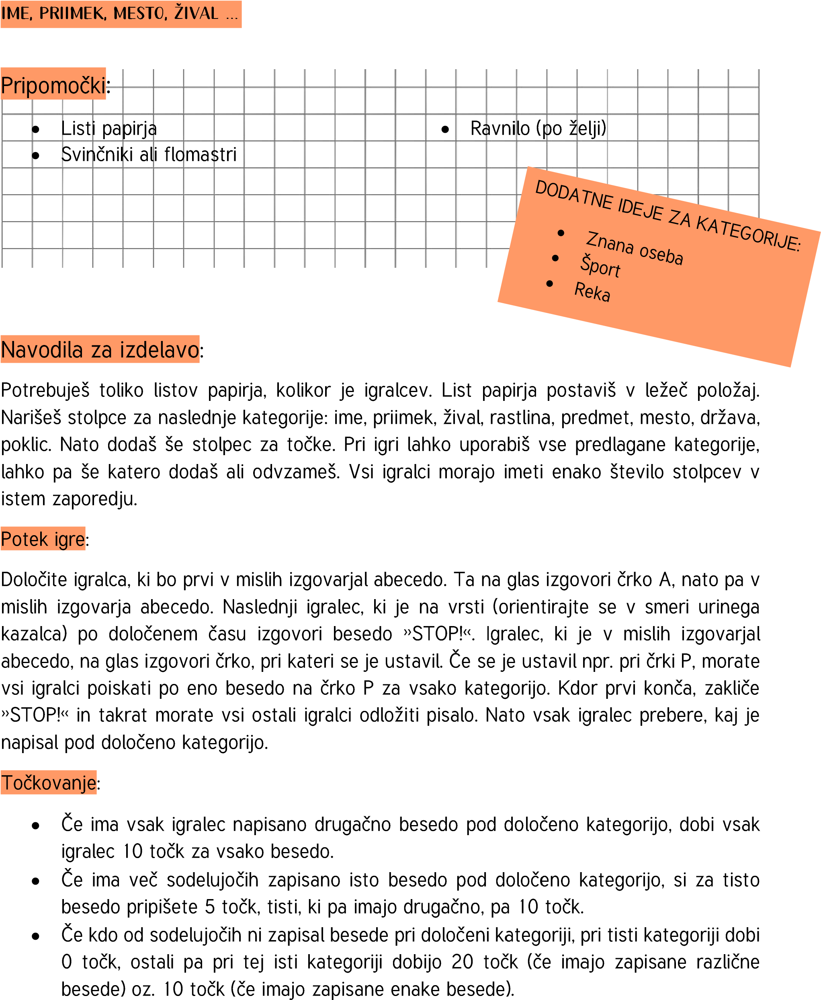 IME, PRIIMEK, MESTO, ŽIVAL ...
Pripomočki:
• Listi papirja
• Svinčniki ali flomastri
• Ravnilo (po želji)
DODATNE IDEJE ZA KATEGORIJE:
• Znana oseba
• Šport
• Reka
Navodila za izdelavo:
Potrebuješ toliko listov papirja, kolikor je igralcev. List papirja postaviš v ležeč položaj.
Narišeš stolpce za naslednje kategorije: ime, priimek, žival, rastlina, predmet, mesto, država,
poklic. Nato dodaš še stolpec za točke. Pri igri lahko uporabiš vse predlagane kategorije,
lahko pa še katero dodaš ali odvzameš. Vsi igralci morajo imeti enako število stolpcev v
istem zaporedju.
Potek igre:
Določite igralca, ki bo prvi v mislih izgovarjal abecedo. Ta na glas izgovori črko A, nato pa v
mislih izgovarja abecedo. Naslednji igralec, ki je na vrsti (orientirajte se v smeri urinega
kazalca) po določenem času izgovori besedo »STOP!«. Igralec, ki je v mislih izgovarjal
abecedo, na glas izgovori črko, pri kateri se je ustavil. Če se je ustavil npr. pri črki P, morate
vsi igralci poiskati po eno besedo na črko P za vsako kategorijo. Kdor prvi konča, zakliče
»STOP!« in takrat morate vsi ostali igralci odložiti pisalo. Nato vsak igralec prebere, kaj je
napisal pod določeno kategorijo.
Točkovanje:
• Če ima vsak igralec napisano drugačno besedo pod določeno kategorijo, dobi vsak
igralec 10 točk za vsako besedo.
• Če ima več sodelujočih zapisano isto besedo pod določeno kategorijo, si za tisto
besedo pripišete 5 točk, tisti, ki pa imajo drugačno, pa 10 točk.
• Če kdo od sodelujočih ni zapisal besede pri določeni kategoriji, pri tisti kategoriji dobi
0 točk, ostali pa pri tej isti kategoriji dobijo 20 točk (če imajo zapisane različne
besede) oz. 10 točk (če imajo zapisane enake besede).